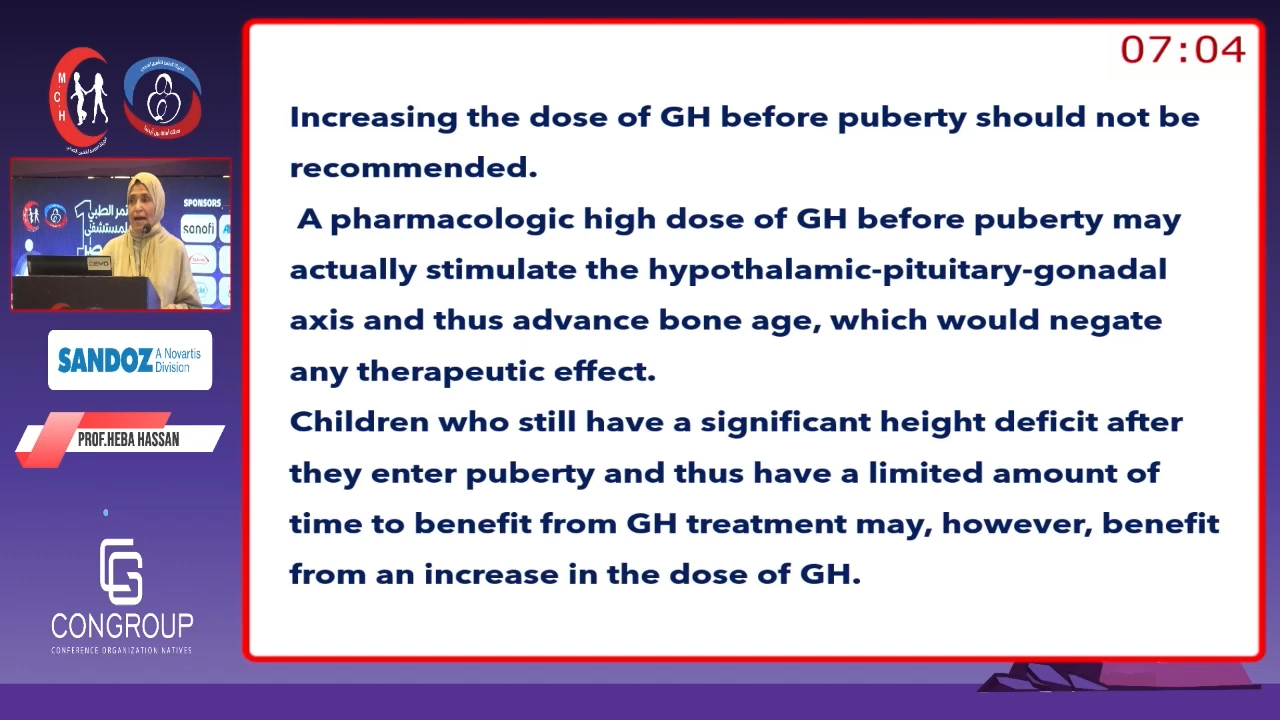 07:04
Increasing the dose of GH before puberty should not be
recommended.
A pharmacologic high dose of GH before puberty may
actually stimulate the hypothalamic-pituitary-gonadal
axis and thus advance bone age, which would negate
any therapeutic effect.
Children who still have a significant height deficit after
they enter puberty and thus have a limited amount of
time to benefit from GH treatment may, however, benefit
from an increase in the dose of GH.
M.C.H
SPONSORS
sanofi
SANDOZ A Novartis
Division
PROF.HEBA HASSAN
CONGROUP
CONFERENCE ORGANIZATION NATIVES